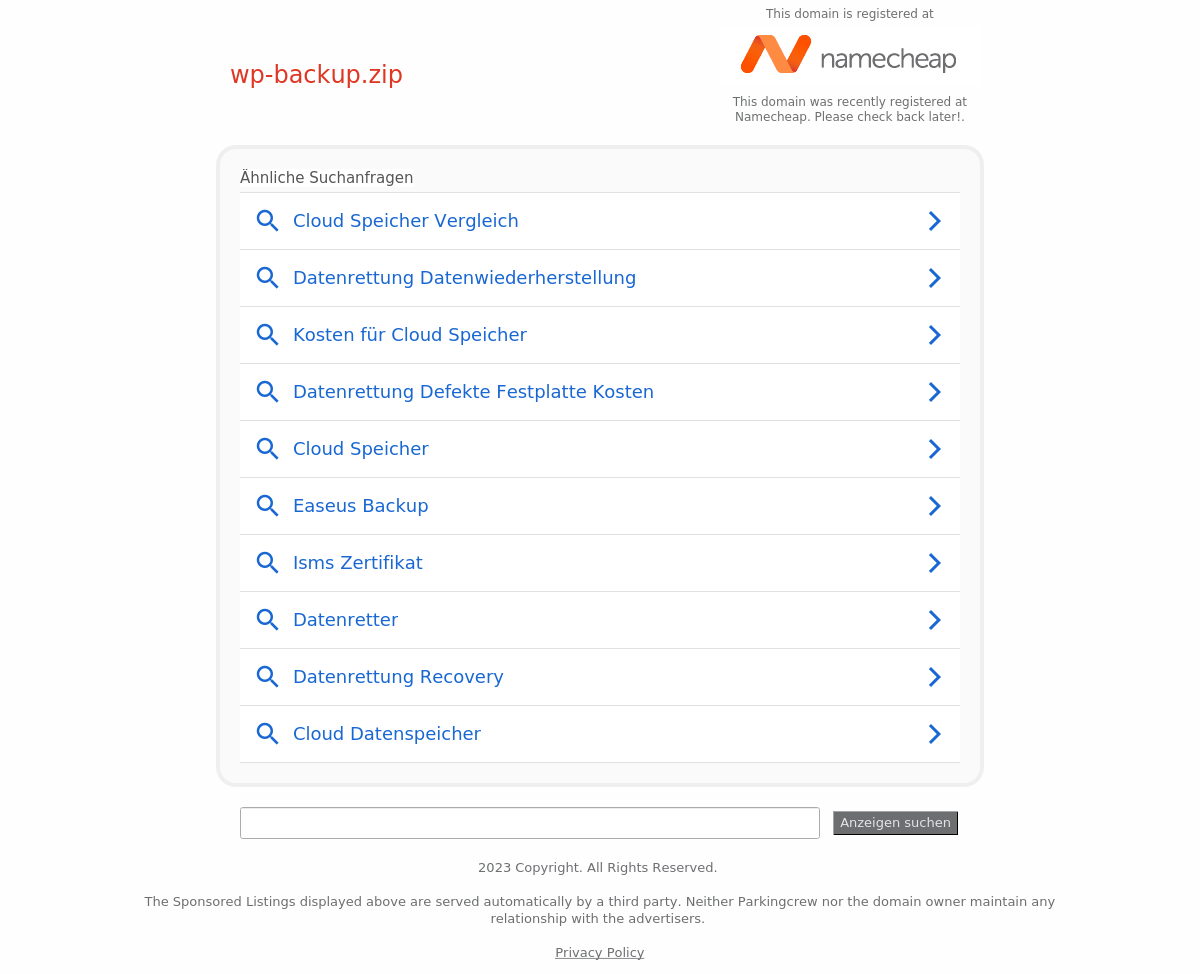 This domain is registered at
namecheap
wp-backup.zip
This domain was recently registered at
Namecheap. Please check back later!.
Ähnliche Suchanfragen
Cloud Speicher Vergleich
Datenrettung Datenwiederherstellung
Kosten für Cloud Speicher
Datenrettung Defekte Festplatte Kosten
Cloud Speicher
Easeus Backup
Isms Zertifikat
Datenretter
Datenrettung Recovery
Cloud Datenspeicher
Anzeigen suchen
2023 Copyright. All Rights Reserved.
The Sponsored Listings displayed above are served automatically by a third party. Neither Parkingcrew nor the domain owner maintain any
relationship with the advertisers.
Privacy Policy